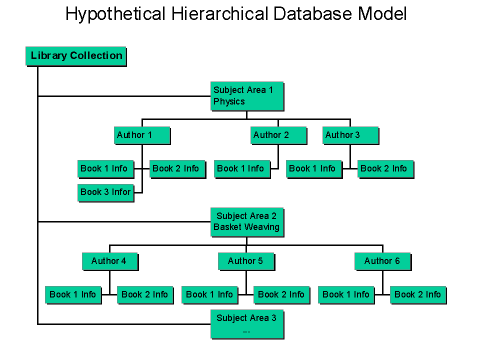 Hypothetical Hierarchical Database Model
Library Collection
Subject Area 1
Physics
Author 1
Author 2
Author 3
Book 1 Info
Book 2 Info
Book 1 Info
Book 1 Info
Book 2 Info
Book 3 Infor
Subject Area 2
Basket Weaving
Author 4
Author 5
Author 6
Book 1 Info
Book 2 Info
Book 1 Info
Book 2 Info
Book 1 Info
Book 2 Info
Subject Area 3
...